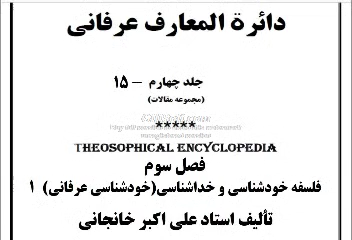 دائرة المعارف عرفانی
جلد چهارم – ۱۵
(مجموعه مقالات)
*****
THEOSOPHICAL ENCYCLOPEDIA
فصل سوم
فلسفه خودشناسی و خداشناسی(خودشناسی عرفانی) ۱
تألیف استاد علی اکبر خانجانی